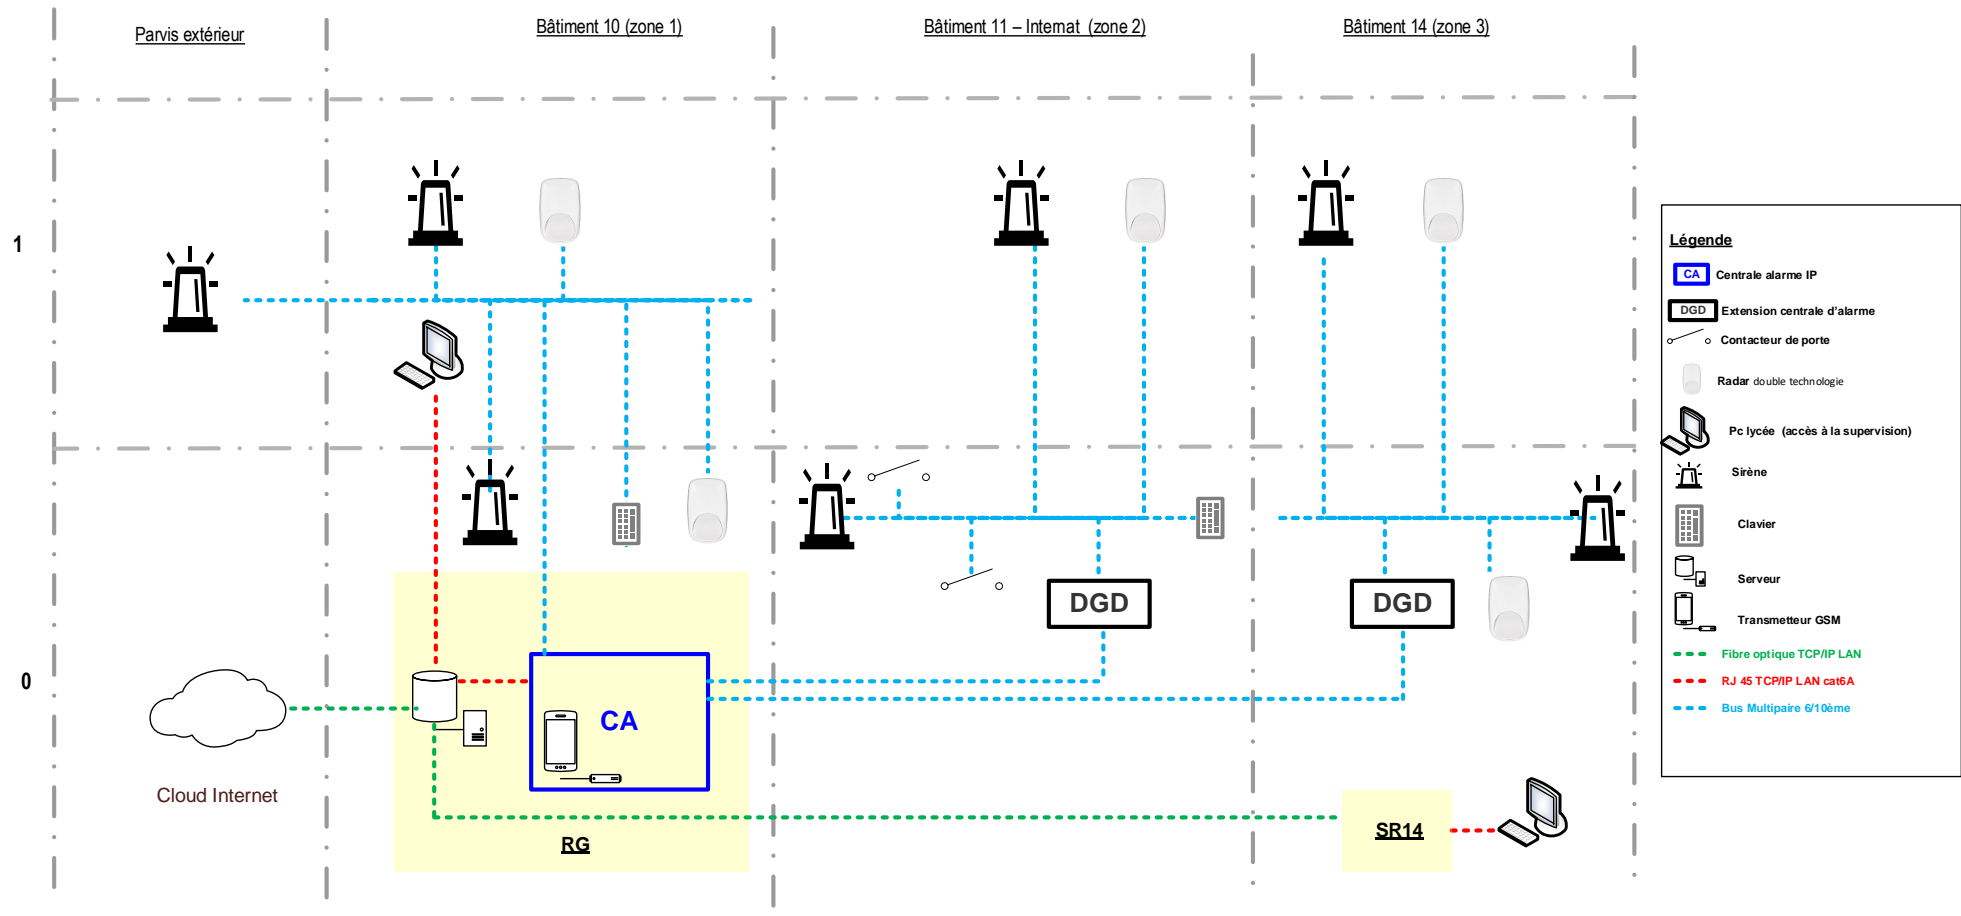 Parvis extérieur
Bâtiment 10 (zone 1)
Bâtiment 11 – Internat (zone 2)
Bâtiment 14 (zone 3)
1
0
DGD
DGD
CA
RG
SR14
Cloud Internet
Légende
CA Centrale alarme IP
DGD Extension centrale d'alarme
Contacteur de porte
Radar double technologie
Pc lycée (accès à la supervision)
Sirène
Clavier
Serveur
Transmetteur GSM
Fibre optique TCP/IP LAN
RJ 45 TCP/IP LAN cat6A
Bus Multipaire 6/10ème